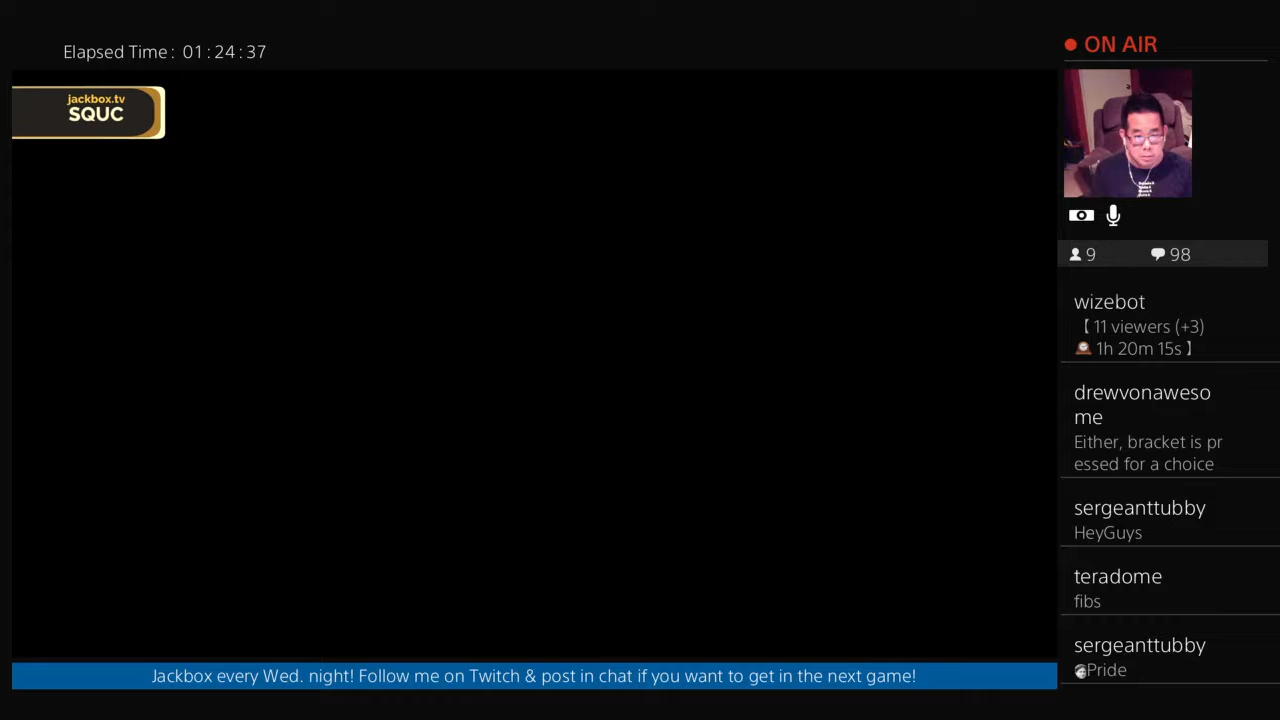 Elapsed Time: 01:24:37
ON AIR
jackbox.tv
SQUC
9 98
wizebot
【11 viewers (+3)
🕰 1h 20m 15s】
drewvonaweso
me
Either, bracket is pr
essed for a choice
sergeanttubby
HeyGuys
teradome
fibs
sergeanttubby
Pride
Jackbox every Wed. night! Follow me on Twitch & post in chat if you want to get in the next game!